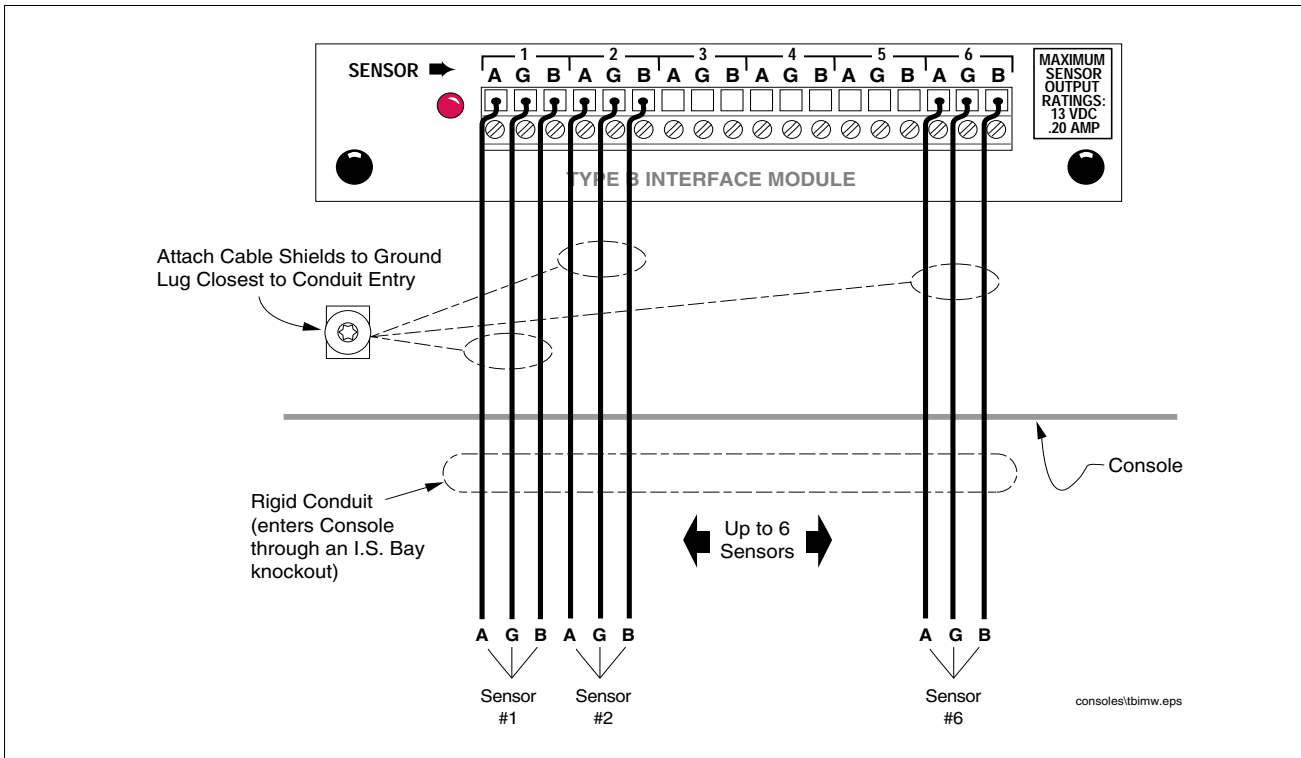 SENSOR
1 2 3 4 5 6
A G B A G B A G B A G B A G B A G B
MAXIMUM
SENSOR
OUTPUT
RATINGS:
13 VDC
.20 AMP
TYPE B INTERFACE MODULE
Attach Cable Shields to Ground
Lug Closest to Conduit Entry
Console
Rigid Conduit
(enters Console
through an I.S. Bay
knockout)
Up to 6
Sensors
A G B A G B A G B
Sensor
#1
Sensor
#2
Sensor
#6
consoles\tbimw.eps